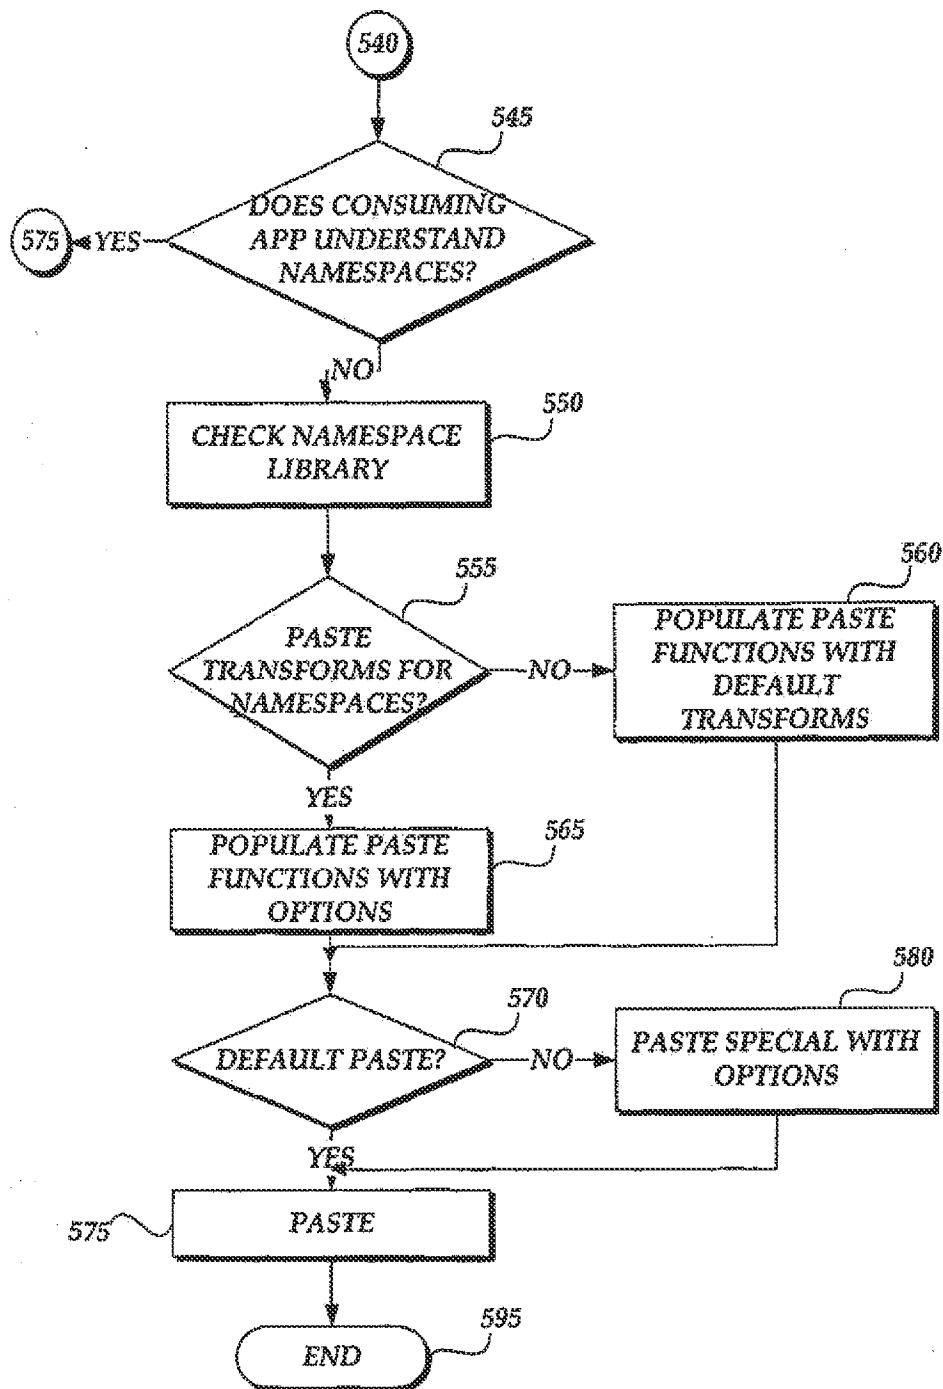 540
545
DOES CONSUMING
APP UNDERSTAND
NAMESPACES?
575
YES
NO
550
CHECK NAMESPACE
LIBRARY
555
PASTE
TRANSFORMS FOR
NAMESPACES?
NO
560
POPULATE PASTE
FUNCTIONS WITH
DEFAULT
TRANSFORMS
YES
565
POPULATE PASTE
FUNCTIONS WITH
OPTIONS
570
DEFAULT PASTE?
NO
580
PASTE SPECIAL WITH
OPTIONS
YES
575
PASTE
595
END